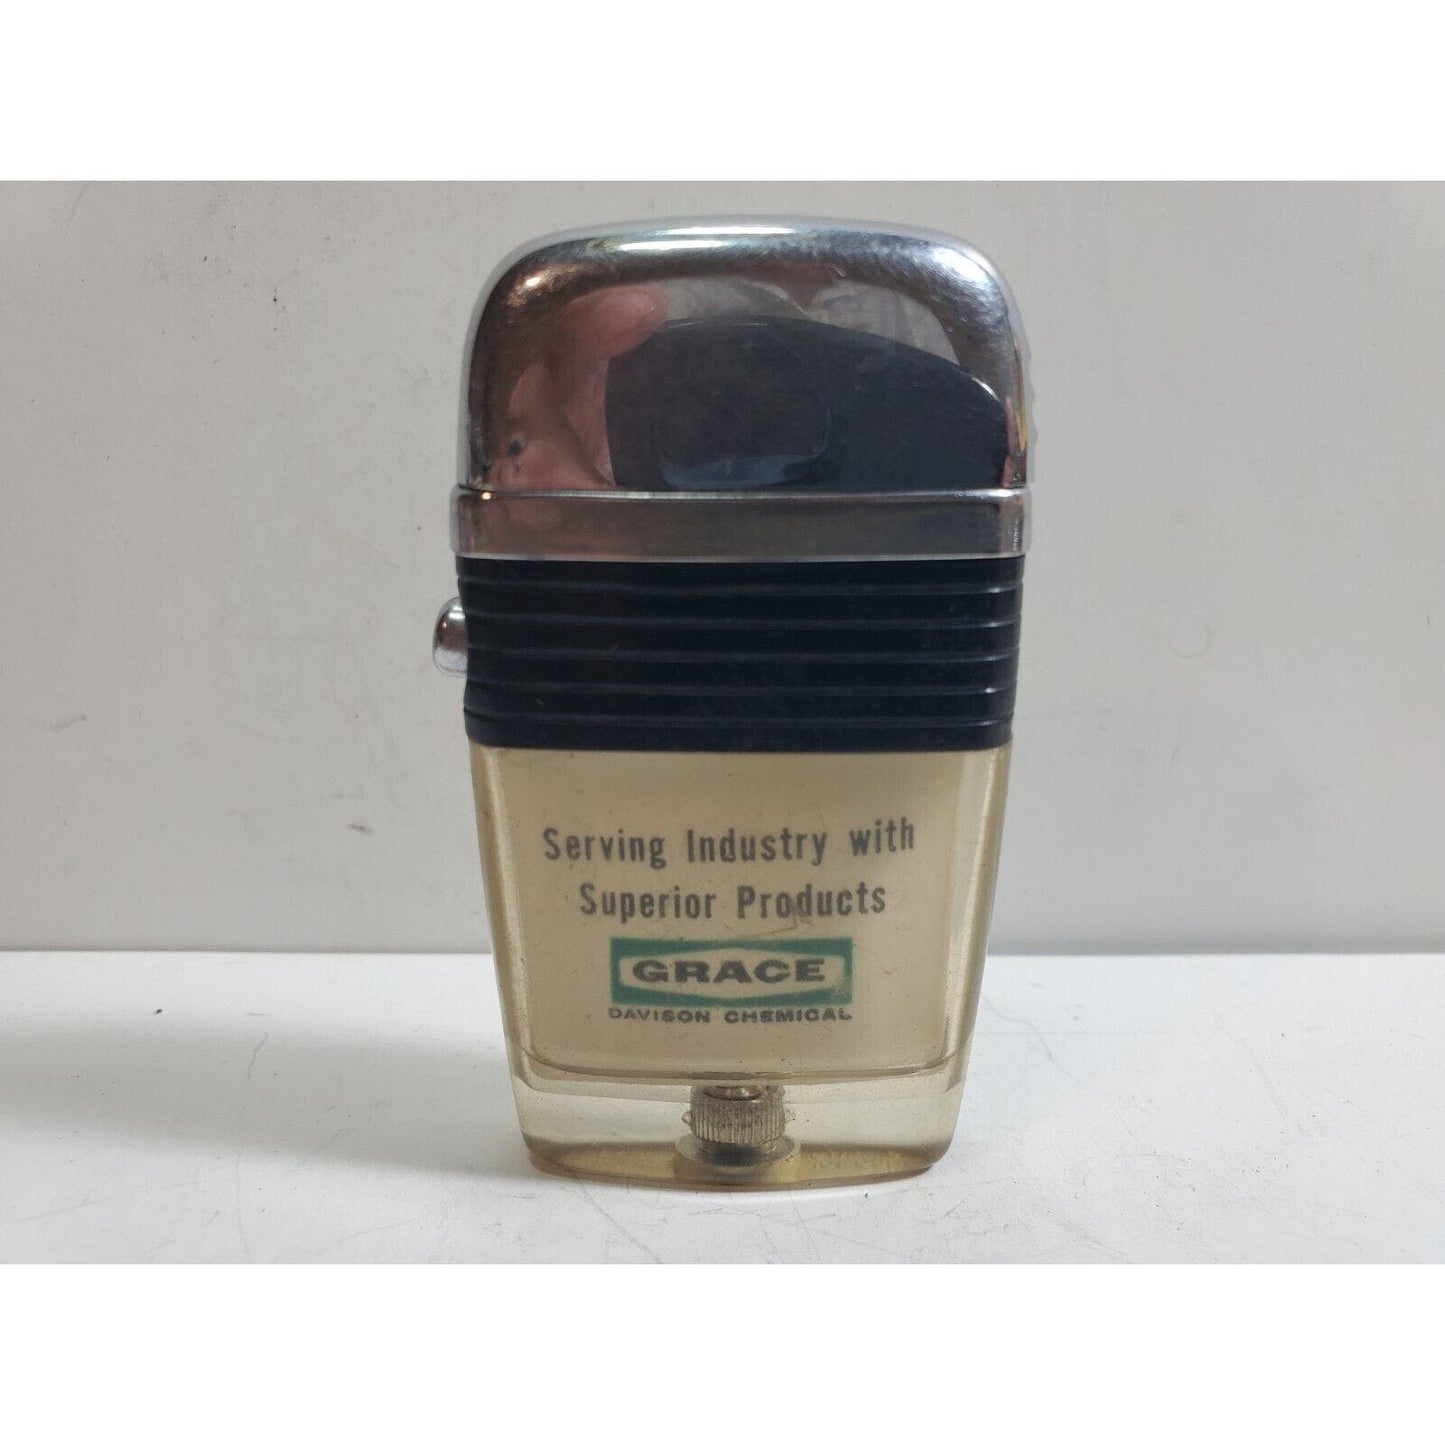 Serving Industry with
Superior Products
GRACE
DAVISON CHEMICAL